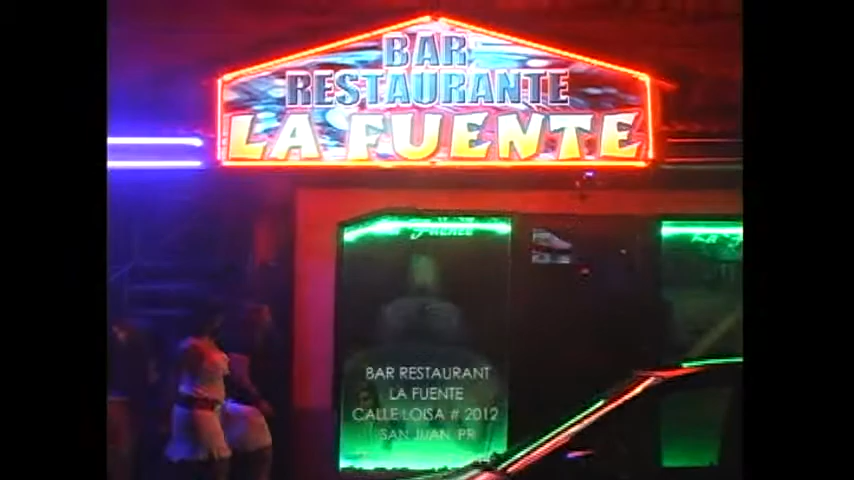 BAR
RESTAURANTE
LA FUENTE
BAR RESTAURANT
LA FUENTE
CALLE LOISA # 2012
SAN JUAN PR